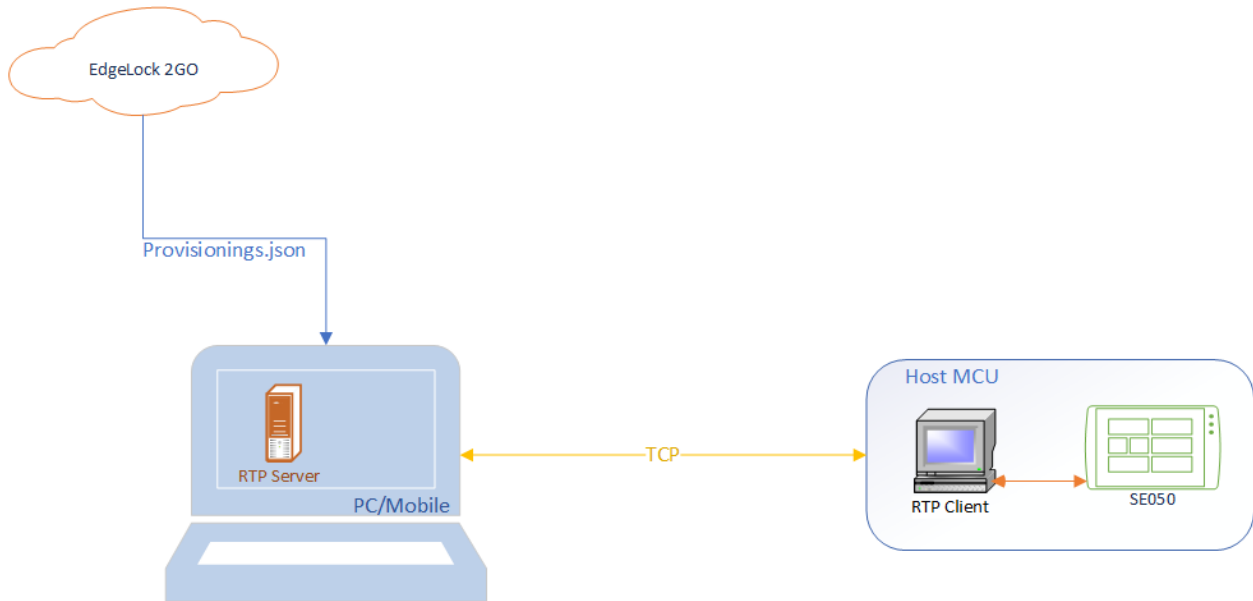 EdgeLock 2GO
Provisionings.json
RTP Server
PC/Mobile
TCP
Host MCU
RTP Client
SE050